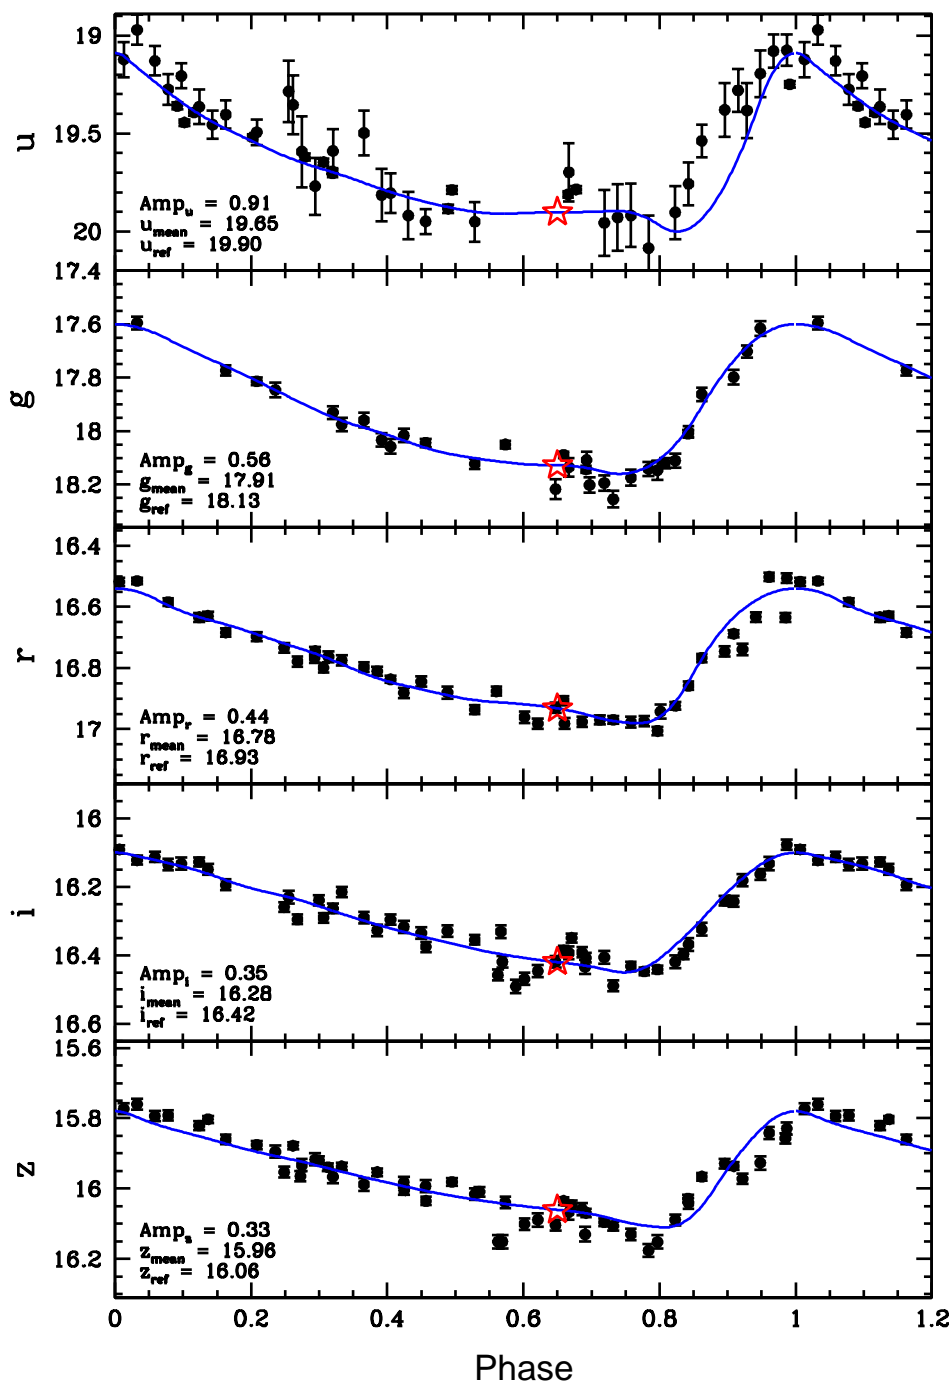 19
19.5
20
u
Amp_u = 0.91
u_mean = 19.65
u_ref = 19.90
17.4
17.6
17.8
18
18.2
g
Amp_g = 0.56
g_mean = 17.91
g_ref = 18.13
16.4
16.6
16.8
17
r
Amp_r = 0.44
r_mean = 16.78
r_ref = 16.93
16
16.2
16.4
16.6
i
Amp_i = 0.35
i_mean = 16.28
i_ref = 16.42
15.6
15.8
16
16.2
z
Amp_z = 0.33
z_mean = 15.96
z_ref = 16.06
0 0.2 0.4 0.6 0.8 1 1.2
Phase